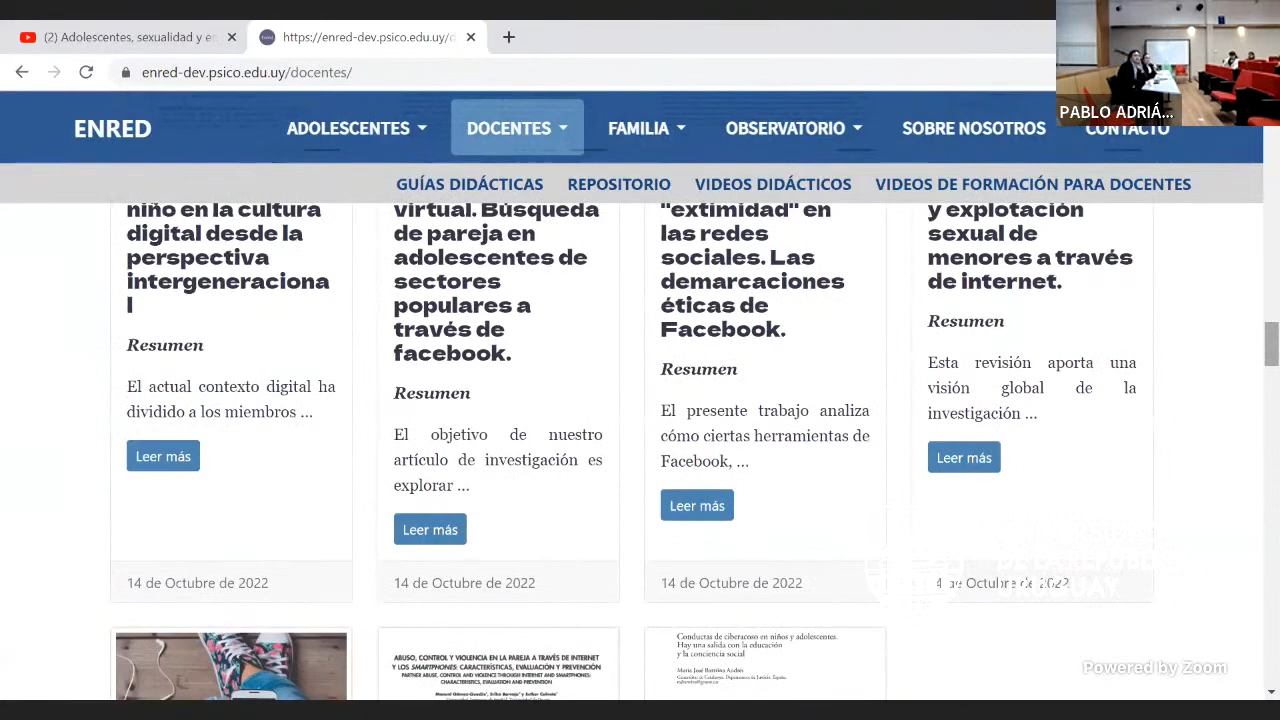 (2) Adolescentes, sexualidad y en
https://enred-dev.psico.edu.uy/d
enred-dev.psico.edu.uy/docentes/
PABLO ADRIÁ...
ENRED
ADOLESCENTES
DOCENTES
FAMILIA
OBSERVATORIO
SOBRE NOSOTROS
CONTACTO
GUÍAS DIDÁCTICAS
REPOSITORIO
VIDEOS DIDÁCTICOS
VIDEOS DE FORMACIÓN PARA DOCENTES
niño en la cultura
digital desde la
perspectiva
intergeneraciona
l
Resumen
El actual contexto digital ha
dividido a los miembros ...
Leer más
14 de Octubre de 2022
virtual. Búsqueda
de pareja en
adolescentes de
sectores
populares a
través de
facebook.
Resumen
El objetivo de nuestro
artículo de investigación es
explorar ...
Leer más
14 de Octubre de 2022
"extimidad" en
las redes
sociales. Las
demarcaciones
éticas de
Facebook.
Resumen
El presente trabajo analiza
cómo ciertas herramientas de
Facebook, ...
Leer más
14 de Octubre de 2022
y explotación
sexual de
menores a través
de internet.
Resumen
Esta revisión aporta una
visión global de la
investigación ...
Leer más
14 de Octubre de 2022
DE LA REPÚBLICA
URUGUAY
ABUSO, CONTROL Y VIOLENCIA EN LA PAREJA A TRAVÉS DE INTERNET
Y LOS SMARTPHONES: CARACTERÍSTICAS, EVALUACIÓN Y PREVENCIÓN
PARTNER ABUSE, CONTROL AND VIOLENCE THROUGH INTERNET AND SMARTPHONES:
CHARACTERISTICS, EVALUATION AND PREVENTION
Conductas de ciberacoso en niños y adolescentes.
Hay una salida con la educación
y la conciencia social
Powered by Zoom